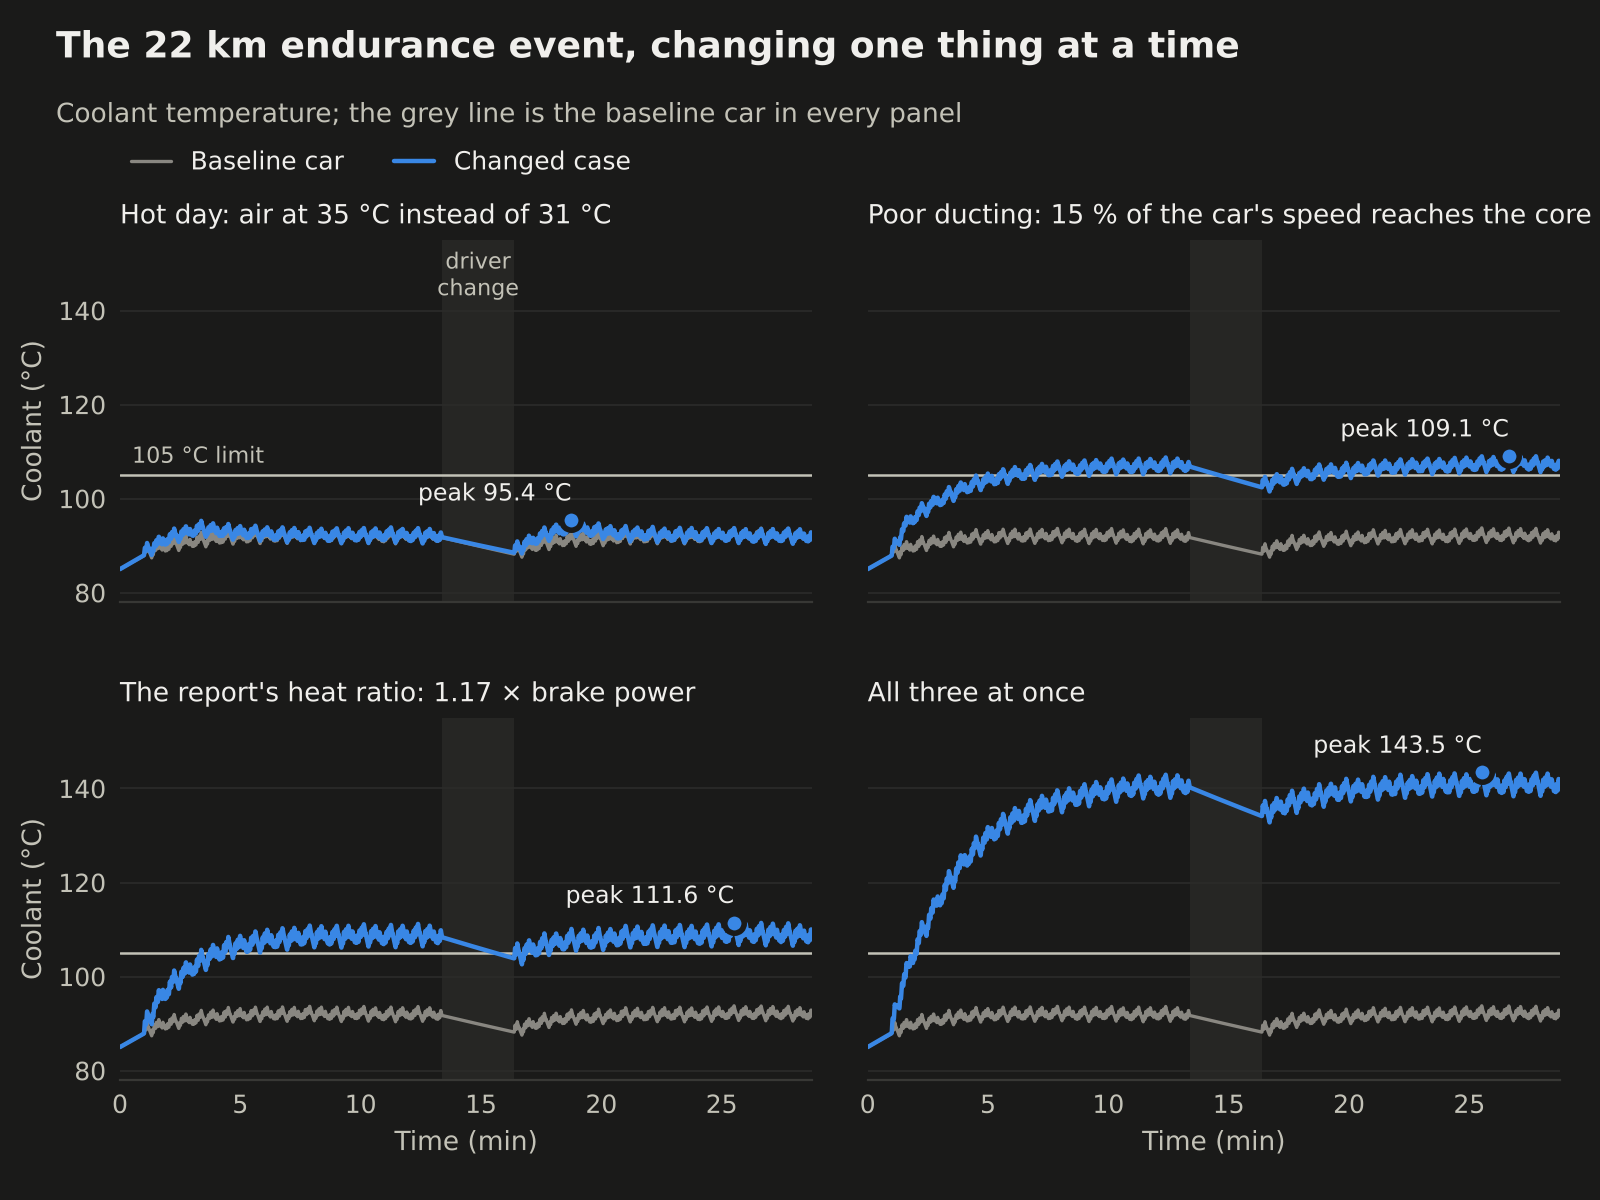 The 22 km endurance event, changing one thing at a time
Coolant temperature; the grey line is the baseline car in every panel
Baseline car
Changed case
Hot day: air at 35 °C instead of 31 °C
driver
change
140
120
100
80
Coolant (°C)
105 °C limit
peak 95.4 °C
Poor ducting: 15 % of the car's speed reaches the core
peak 109.1 °C
The report's heat ratio: 1.17 × brake power
140
120
100
80
Coolant (°C)
peak 111.6 °C
0 5 10 15 20 25
Time (min)
All three at once
peak 143.5 °C
0 5 10 15 20 25
Time (min)